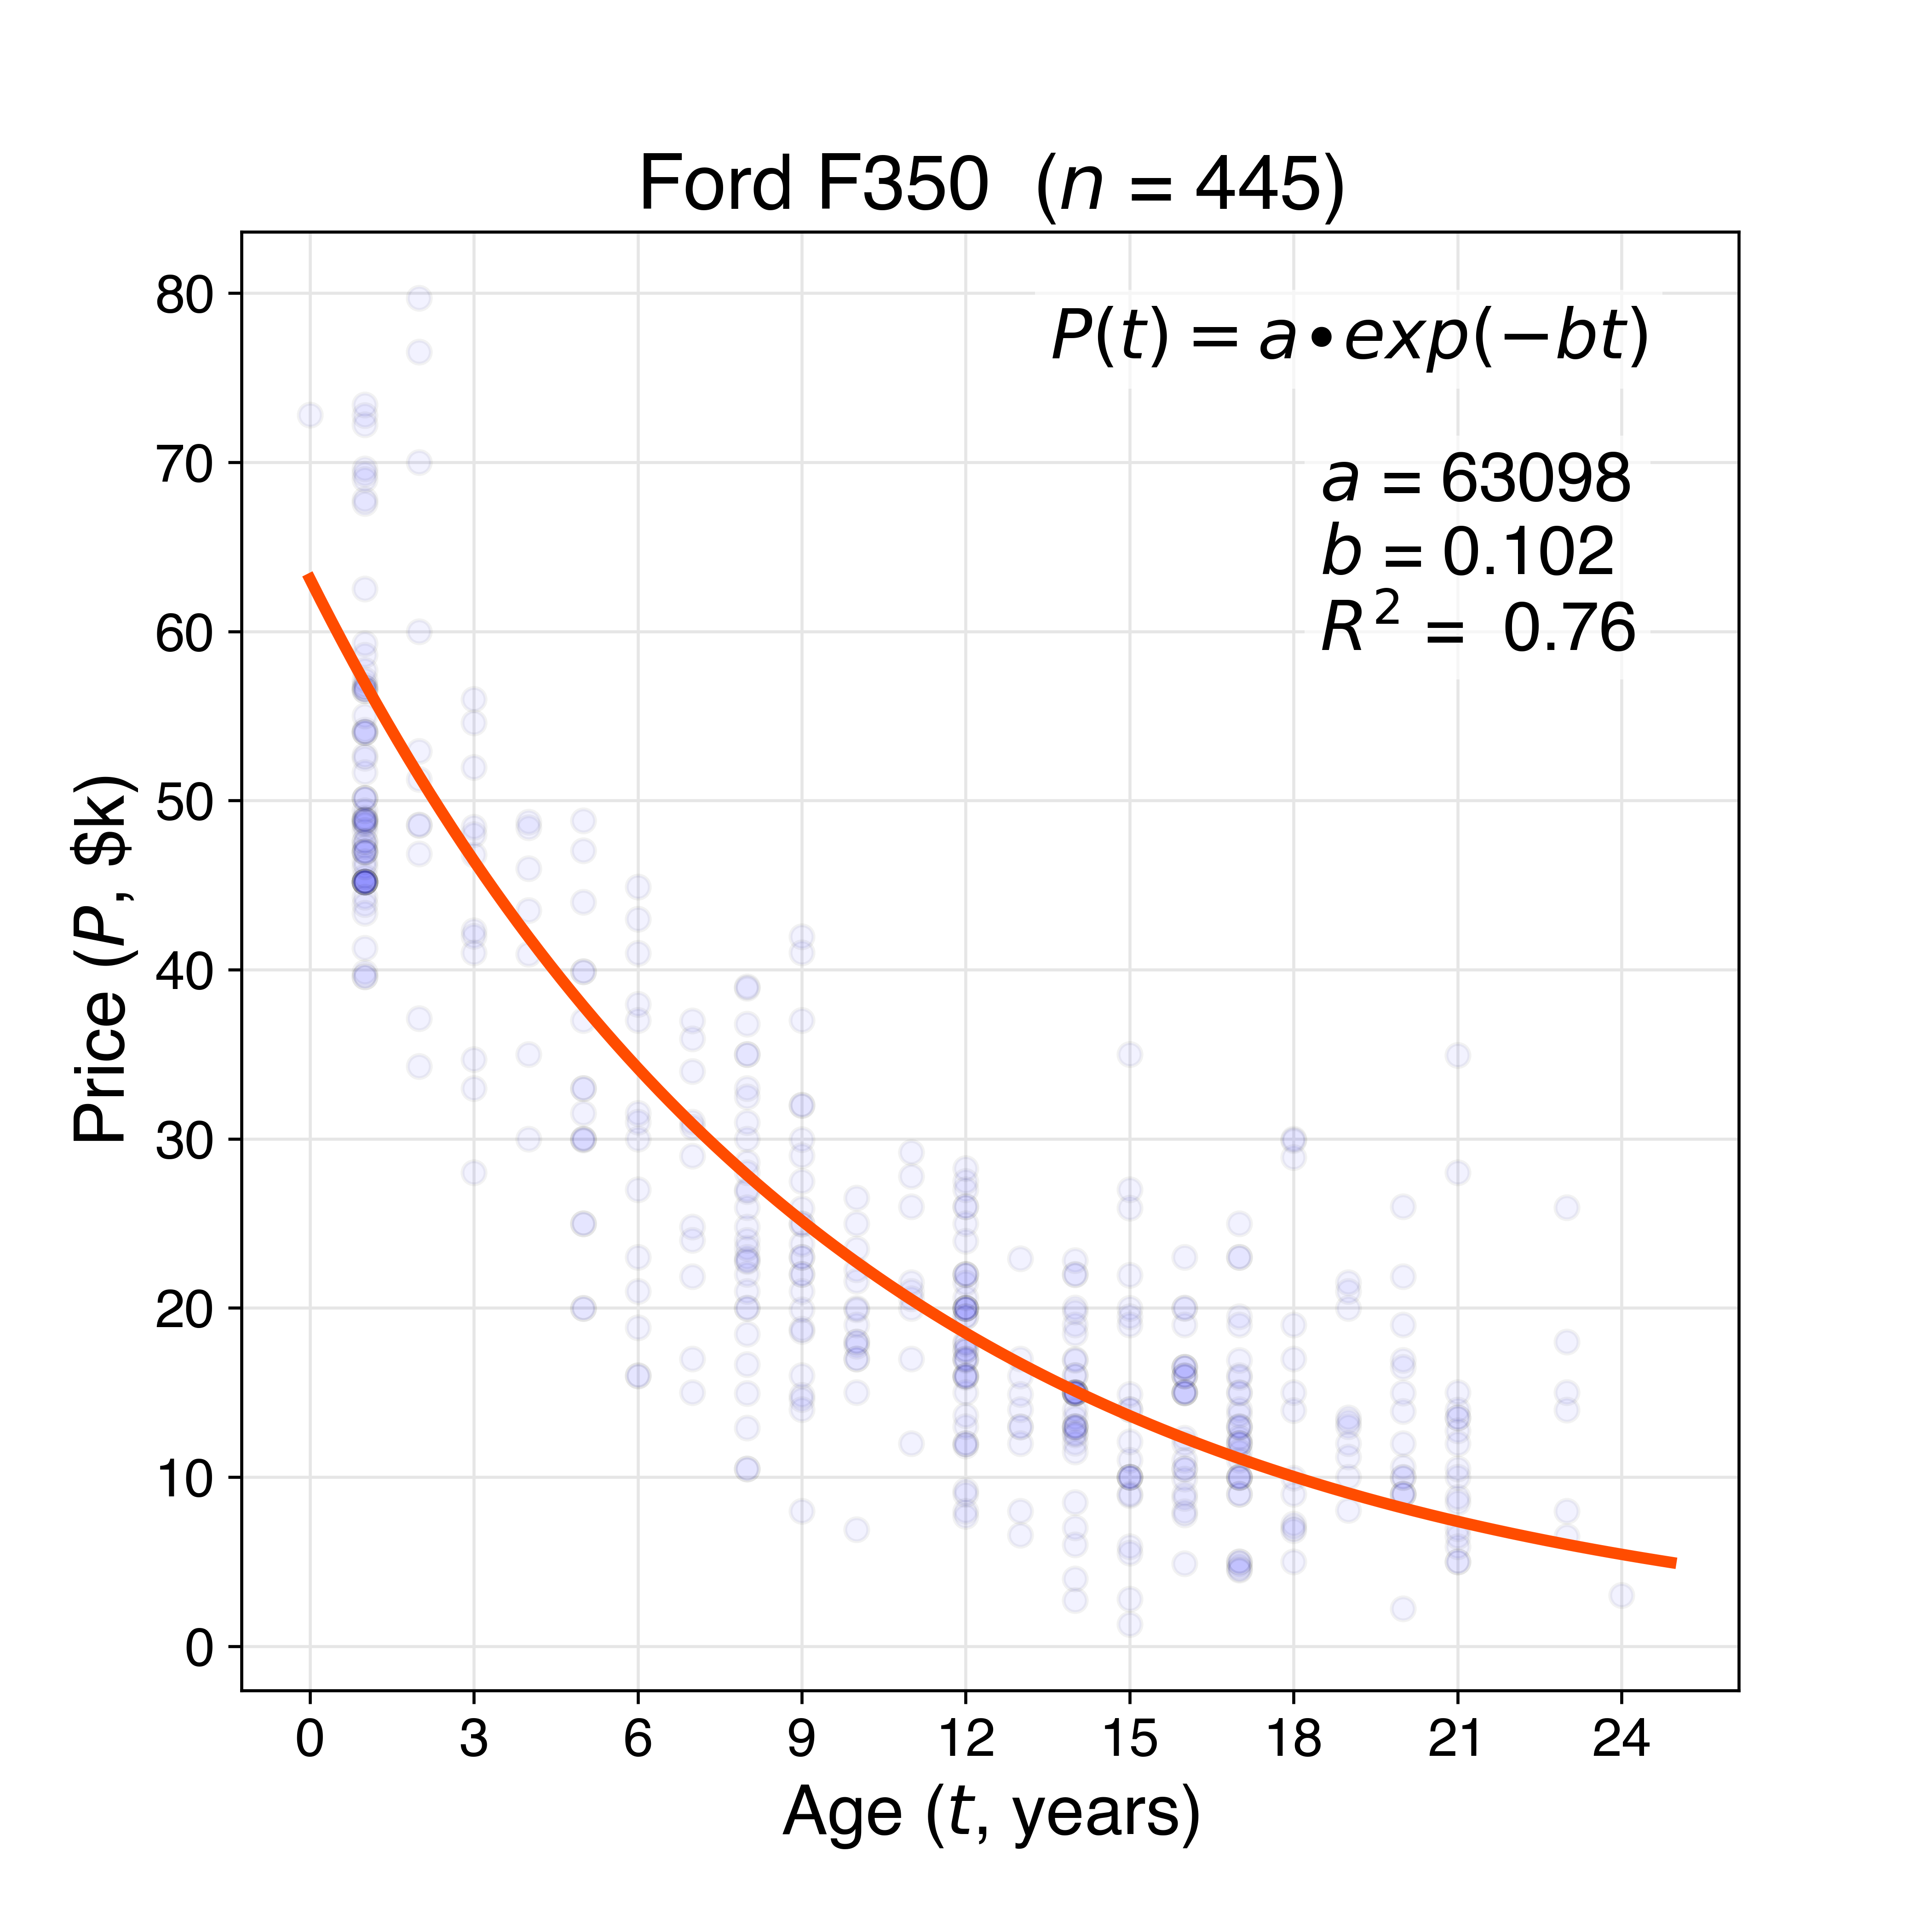 Ford F350 (n = 445)
P(t) = a•exp(−bt)
a = 63098
b = 0.102
R² = 0.76
Price (P, $k)
80
70
60
50
40
30
20
10
0
0 3 6 9 12 15 18 21 24
Age (t, years)